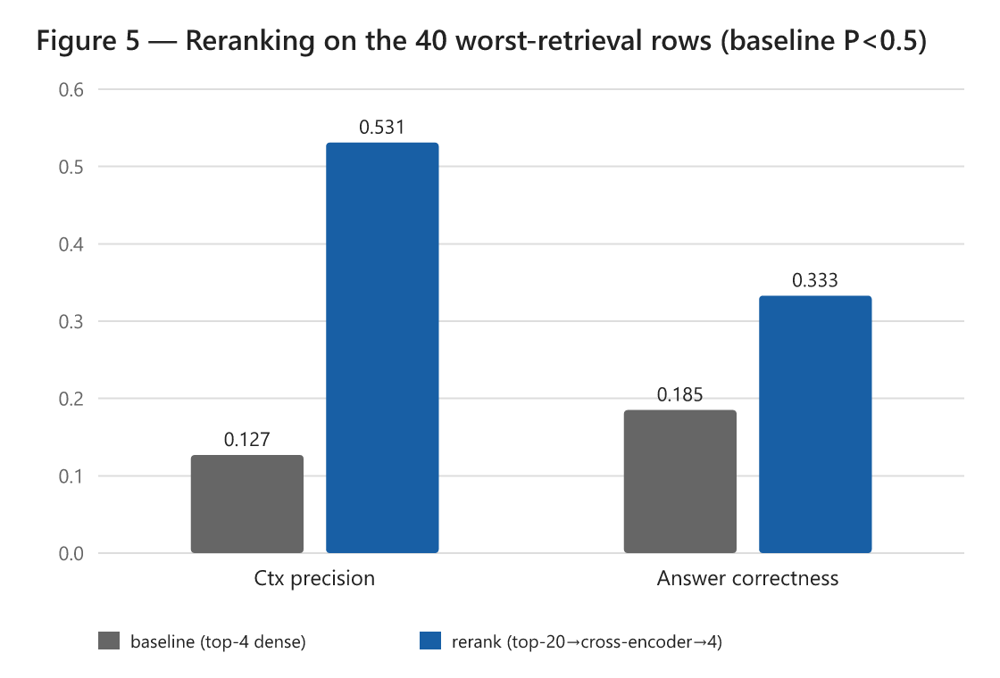 Figure 5 — Reranking on the 40 worst-retrieval rows (baseline P<0.5)
0.6
0.5
0.4
0.3
0.2
0.1
0.0
0.127
0.531
0.185
0.333
Ctx precision
Answer correctness
baseline (top-4 dense)
rerank (top-20→cross-encoder→4)